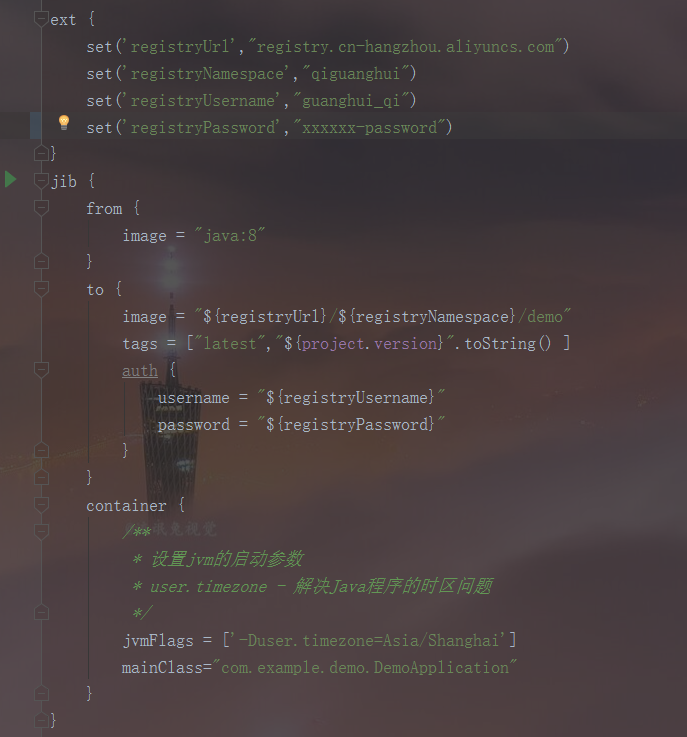 ext {
set('registryUrl',"registry.cn-hangzhou.aliyuncs.com")
set('registryNamespace',"qiguanghui")
set('registryUsername',"guanghui_qi")
set('registryPassword',"xxxxxx-password")
}
jib {
from {
image = "java:8"
}
to {
image = "${registryUrl}/${registryNamespace}/demo"
tags = ["latest","${project.version}".toString() ]
auth {
username = "${registryUsername}"
password = "${registryPassword}"
}
}
container {
/**
* 设置jvm的启动参数
* user.timezone - 解决Java程序的时区问题
*/
jvmFlags = ['-Duser.timezone=Asia/Shanghai']
mainClass="com.example.demo.DemoApplication"
}
}